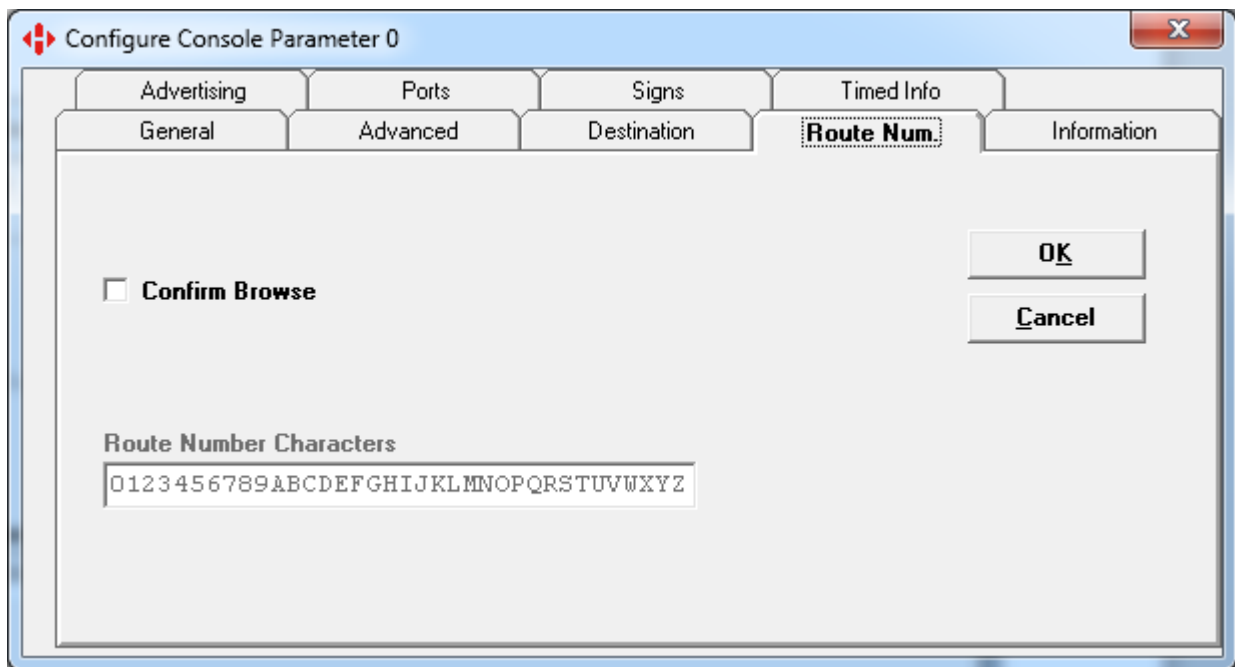 Configure Console Parameter 0
Advertising Ports Signs Timed Info
General Advanced Destination Route Num. Information
OK
Confirm Browse
Cancel
Route Number Characters
0123456789ABCDEFGHIJKLMNOPQRSTUVWXYZ